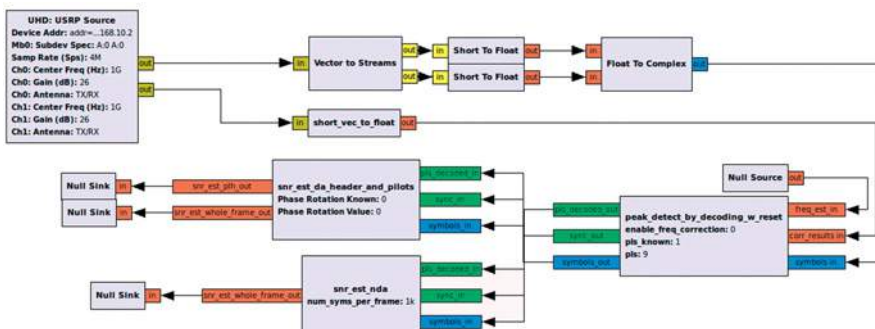 UHD: USRP Source
Device Addr: addr=...168.10.2
Mb0: Subdev Spec: A:0 A:0
Samp Rate (Sps): 4M
Ch0: Center Freq (Hz): 1G
Ch0: Gain (dB): 26
Ch0: Antenna: TX/RX
Ch1: Center Freq (Hz): 1G
Ch1: Gain (dB): 26
Ch1: Antenna: TX/RX
out
out
in
Vector to Streams
out
out
in
Short To Float
out
in
Short To Float
out
in
in
Float To Complex
out
in
short_vec_to_float
out
Null Source
out
Null Sink
in
snr_est_plh_out
Null Sink
in
snr_est_whole_frame_out
snr_est_da_header_and_pilots
Phase Rotation Known: 0
Phase Rotation Value: 0
pls_decoded_in
sync_in
symbols_in
pls_decoded_out
sync_out
symbols_out
peak_detect_by_decoding_w_reset
enable_freq_correction: 0
pls_known: 1
pls: 9
freq_est_in
corr_results in
symbols in
Null Sink
in
snr_est_whole_frame_out
snr_est_nda
num_syms_per_frame: 1k
pls_decoded_in
sync_in
symbols_in